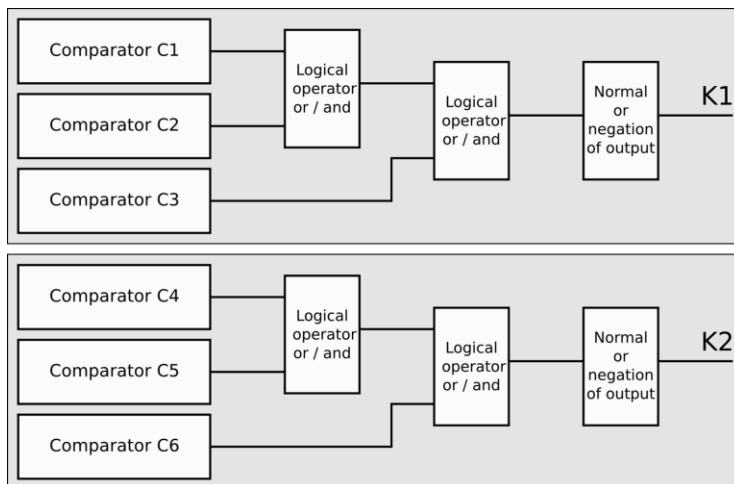 Comparator C1
Comparator C2
Comparator C3
Logical
operator
or / and
Logical
operator
or / and
Normal
or
negation
of output
K1
Comparator C4
Comparator C5
Comparator C6
Logical
operator
or / and
Logical
operator
or / and
Normal
or
negation
of output
K2